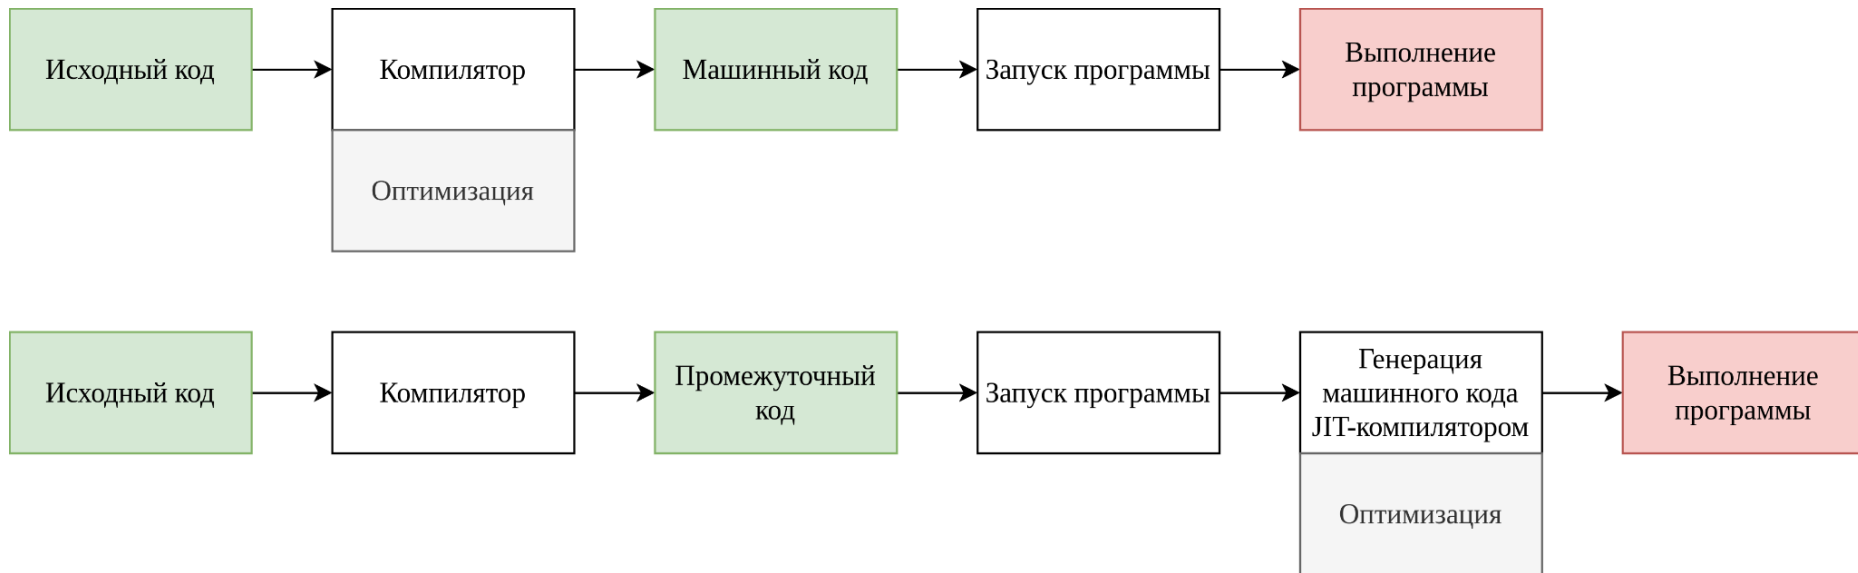 Исходный код
Компилятор
Машинный код
Запуск программы
Выполнение
программы
Оптимизация
Исходный код
Компилятор
Промежуточный
код
Запуск программы
Генерация
машинного кода
JIT-компилятором
Выполнение
программы
Оптимизация